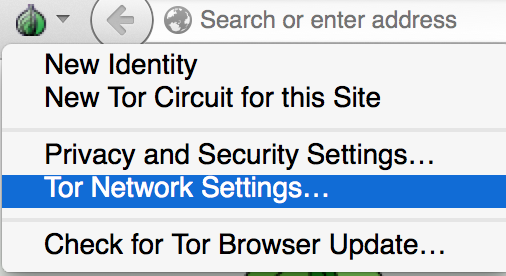 Search or enter address
New Identity
New Tor Circuit for this Site
Privacy and Security Settings...
Tor Network Settings...
Check for Tor Browser Update...